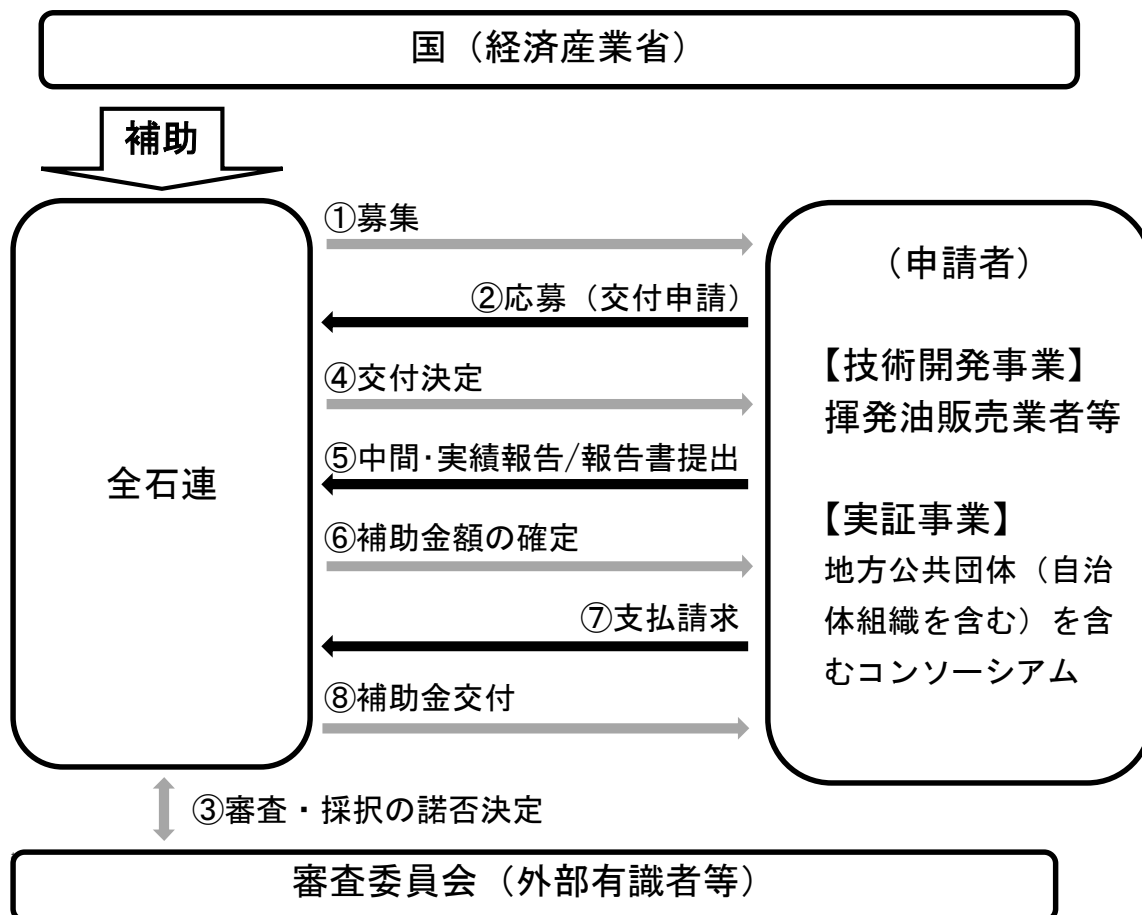 国（経済産業省）
補助
全石連
①募集
②応募（交付申請）
④交付決定
⑤中間･実績報告/報告書提出
⑥補助金額の確定
⑦支払請求
⑧補助金交付
（申請者）
【技術開発事業】
揮発油販売業者等
【実証事業】
地方公共団体（自治
体組織を含む）を含
むコンソーシアム
③審査・採択の諾否決定
審査委員会（外部有識者等）